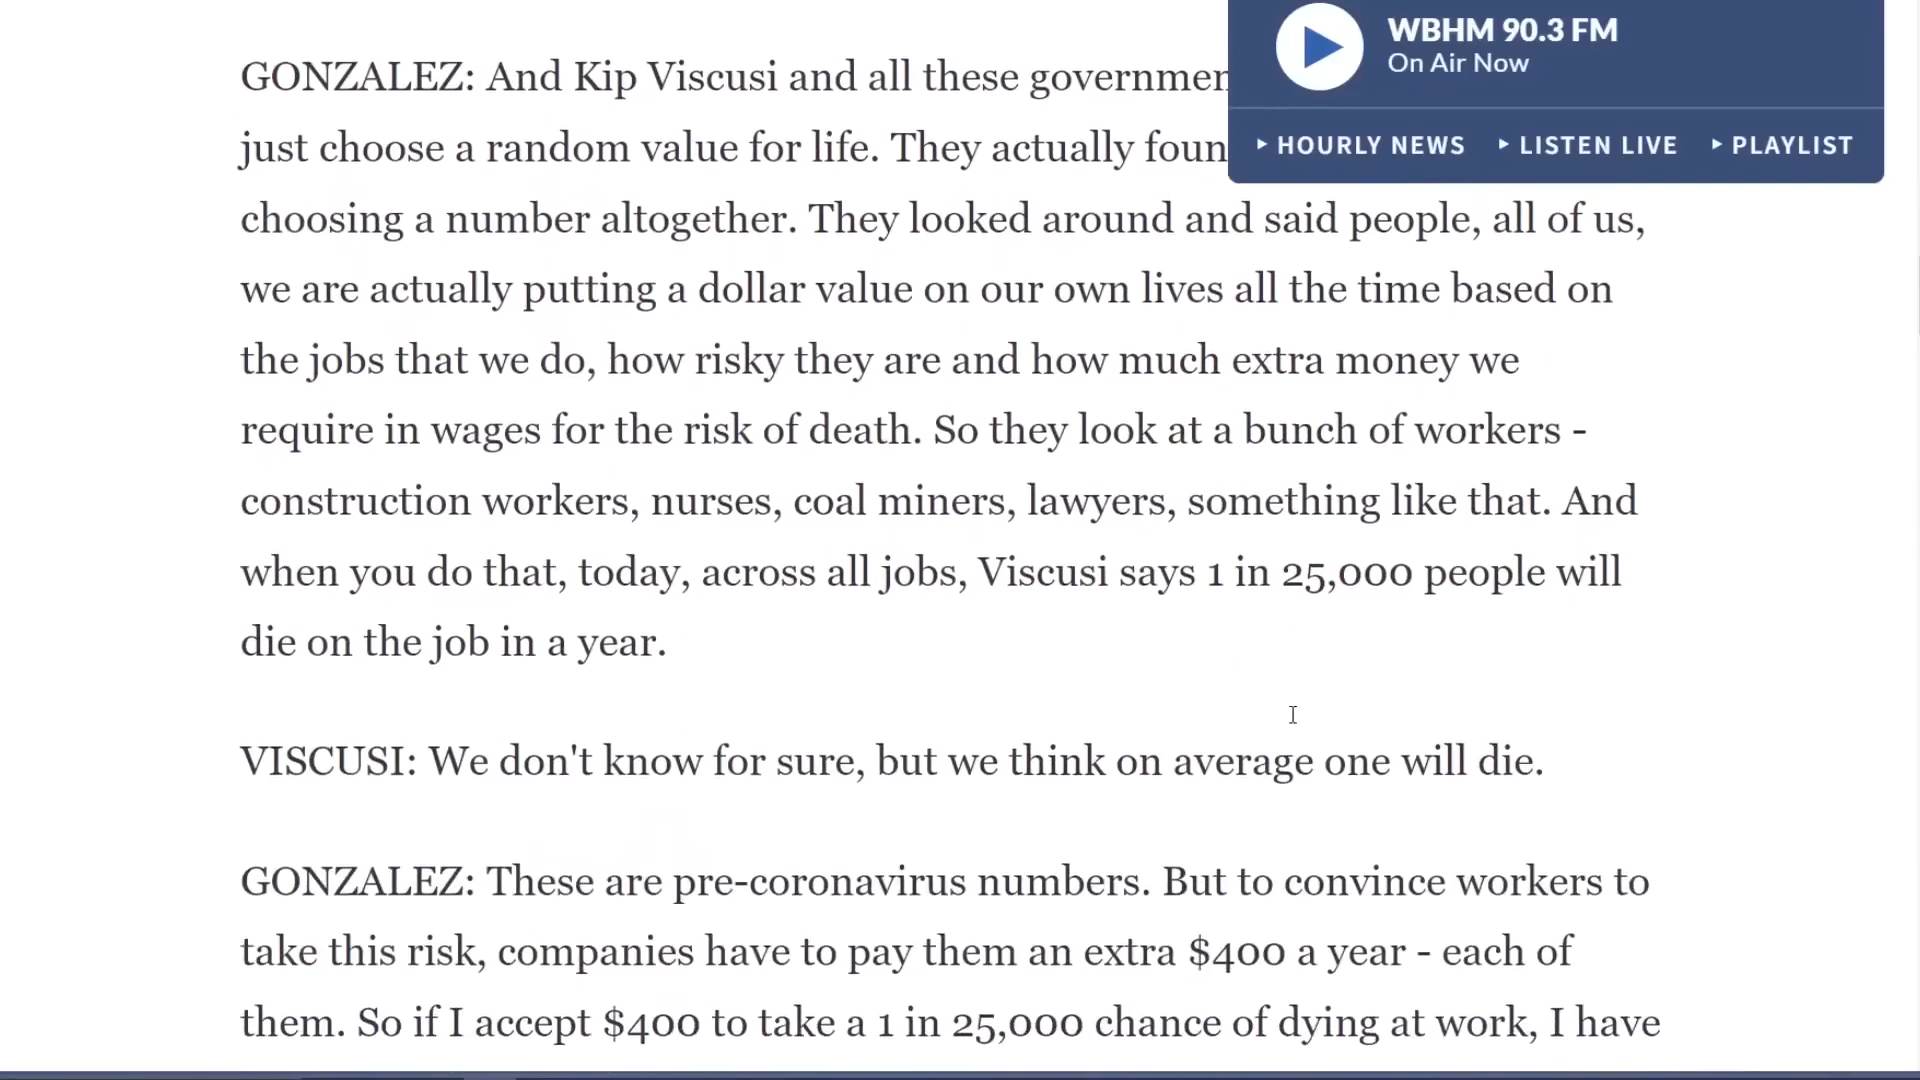 WBHM 90.3 FM
On Air Now
▸ HOURLY NEWS ▸ LISTEN LIVE ▸ PLAYLIST
GONZALEZ: And Kip Viscusi and all these governmen
just choose a random value for life. They actually foun
choosing a number altogether. They looked around and said people, all of us,
we are actually putting a dollar value on our own lives all the time based on
the jobs that we do, how risky they are and how much extra money we
require in wages for the risk of death. So they look at a bunch of workers -
construction workers, nurses, coal miners, lawyers, something like that. And
when you do that, today, across all jobs, Viscusi says 1 in 25,000 people will
die on the job in a year.
VISCUSI: We don't know for sure, but we think on average one will die.
GONZALEZ: These are pre-coronavirus numbers. But to convince workers to
take this risk, companies have to pay them an extra $400 a year - each of
them. So if I accept $400 to take a 1 in 25,000 chance of dying at work, I have